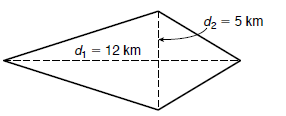 d₂ = 5 km
d₁ = 12 km